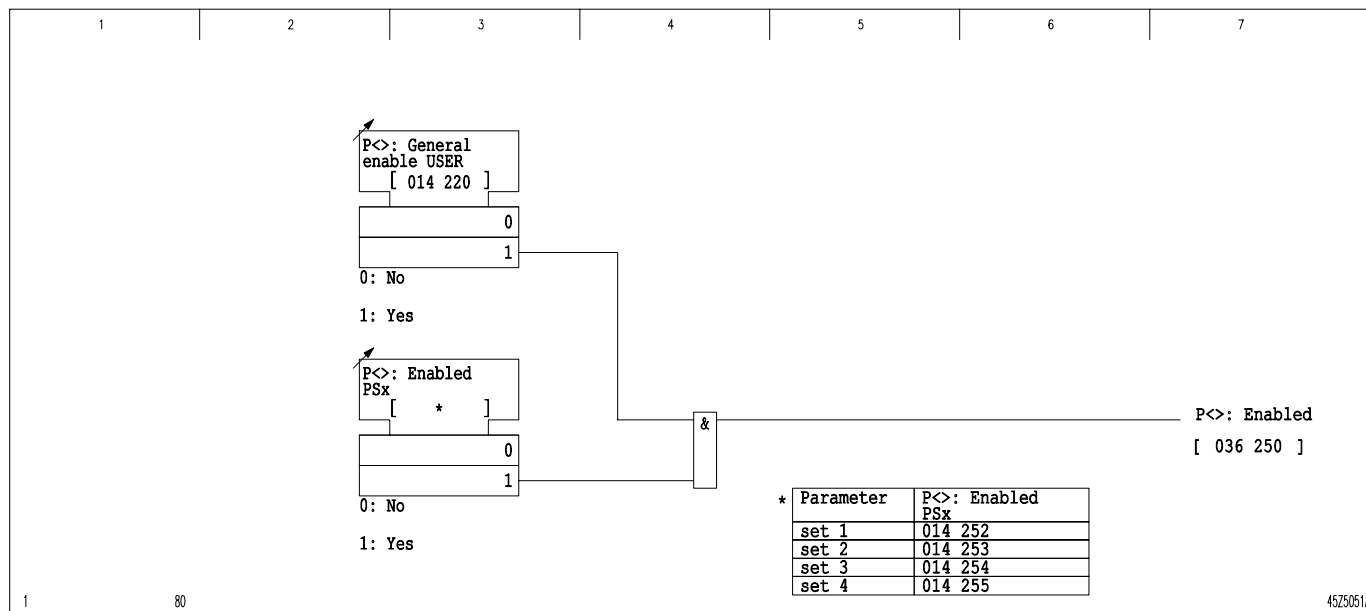 1 2 3 4 5 6 7
P<>: General
enable USER
[ 014 220 ]
0
1
0: No
1: Yes
P<>: Enabled
PSx
[ * ]
0
1
0: No
1: Yes
&
P<>: Enabled
[ 036 250 ]
* Parameter P<>: Enabled
PSx
set 1 014 252
set 2 014 253
set 3 014 254
set 4 014 255
1 80 45Z5051